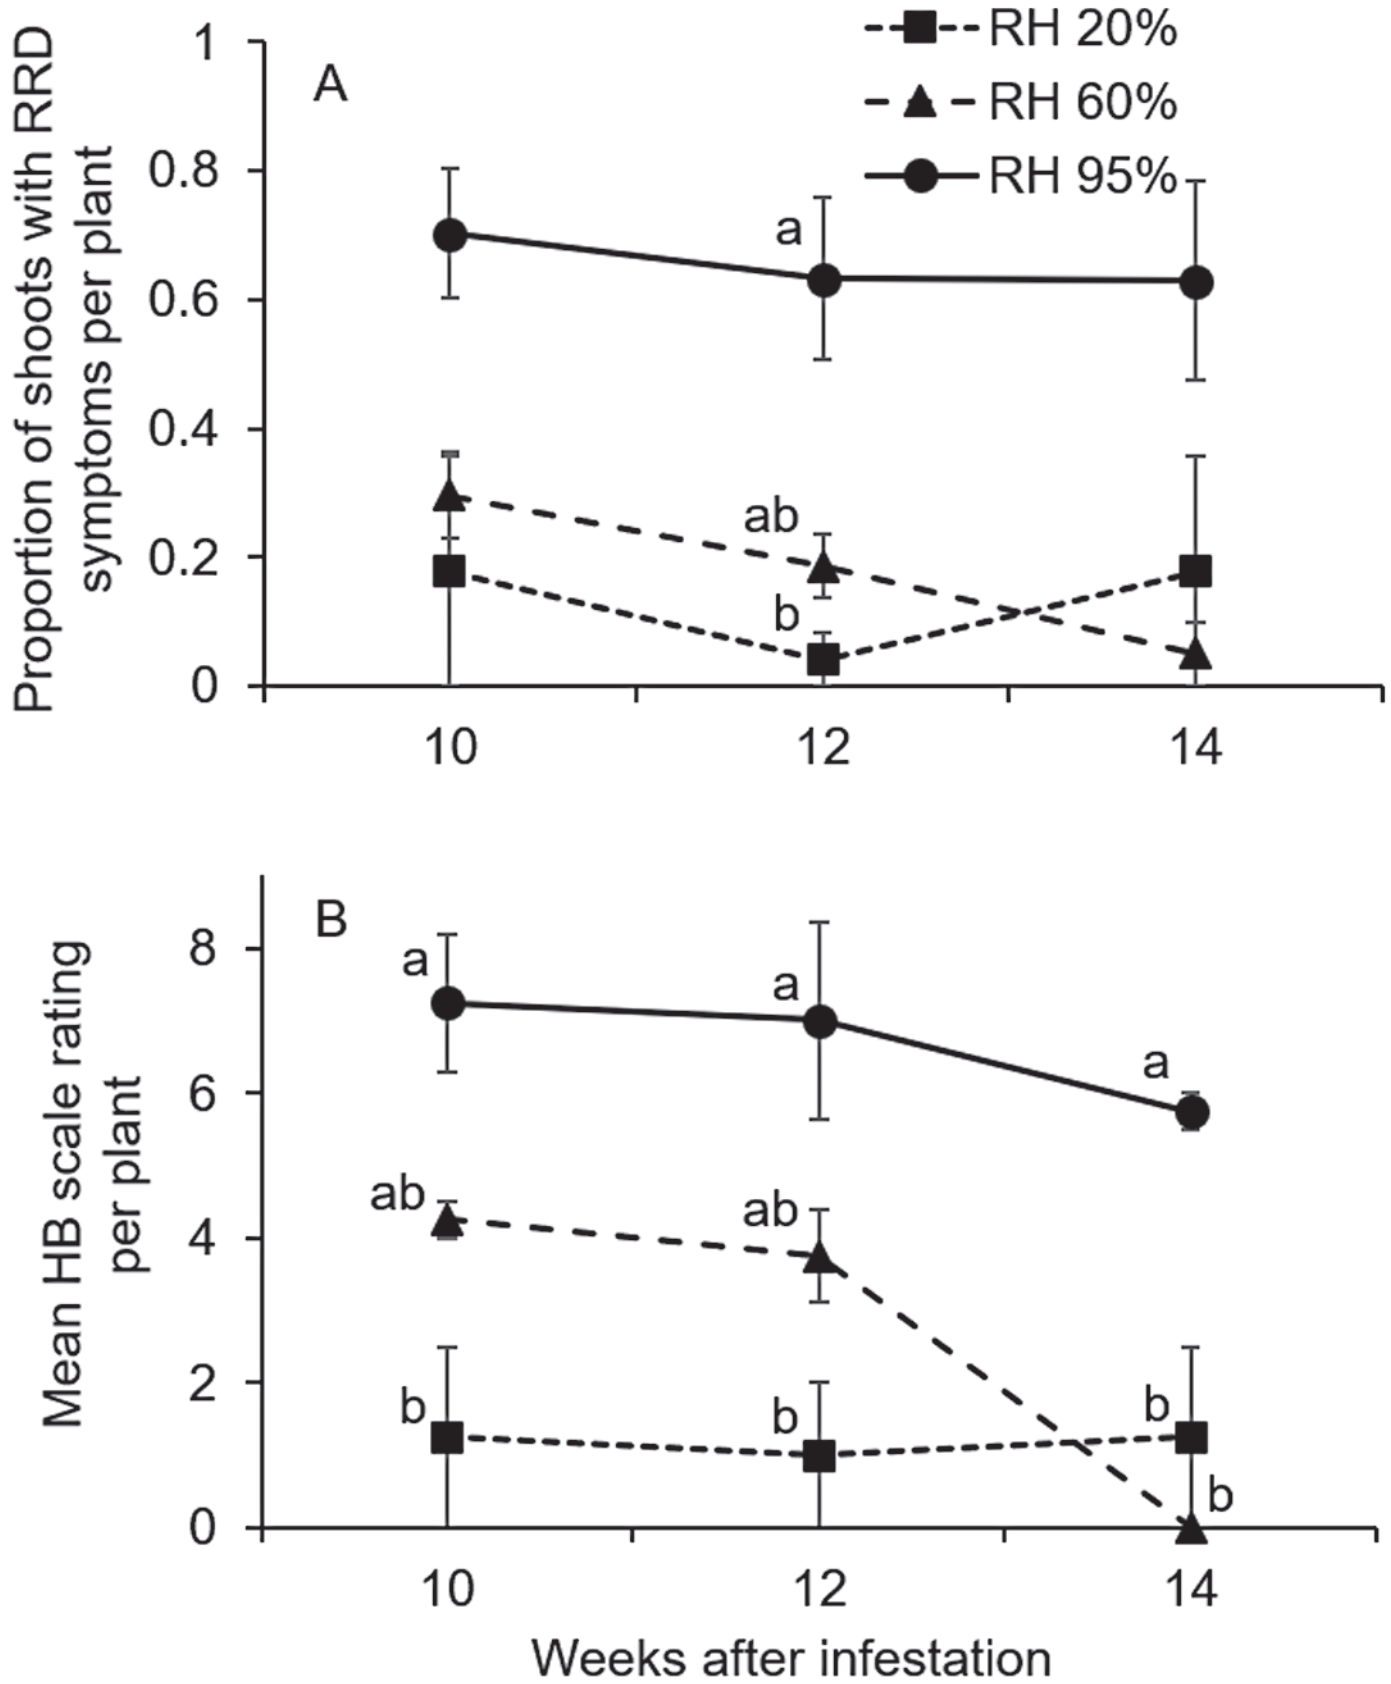 RH 20%
RH 60%
RH 95%
A
Proportion of shoots with RRD
symptoms per plant
1
0.8
0.6
0.4
0.2
0
a
ab
b
10 12 14
B
Mean HB scale rating
per plant
8
6
4
2
0
a a a
ab ab
b b b
b
10 12 14
Weeks after infestation